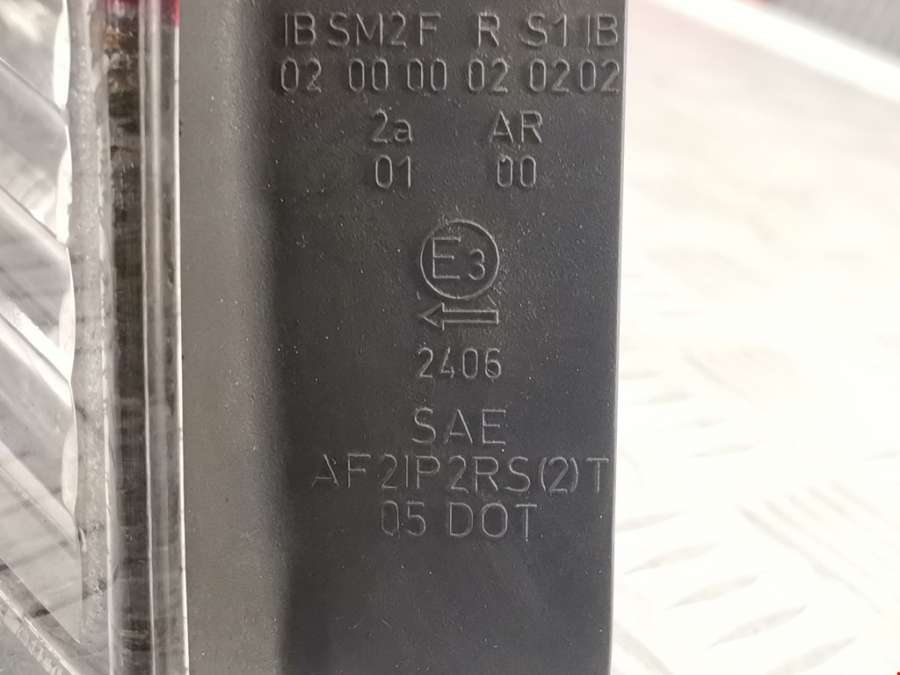 IB SM2 F R S1 IB
02 00 00 02 02 02
2a AR
01 00
E3
2406
SAE
AF2IP2RS(2)T
05 DOT